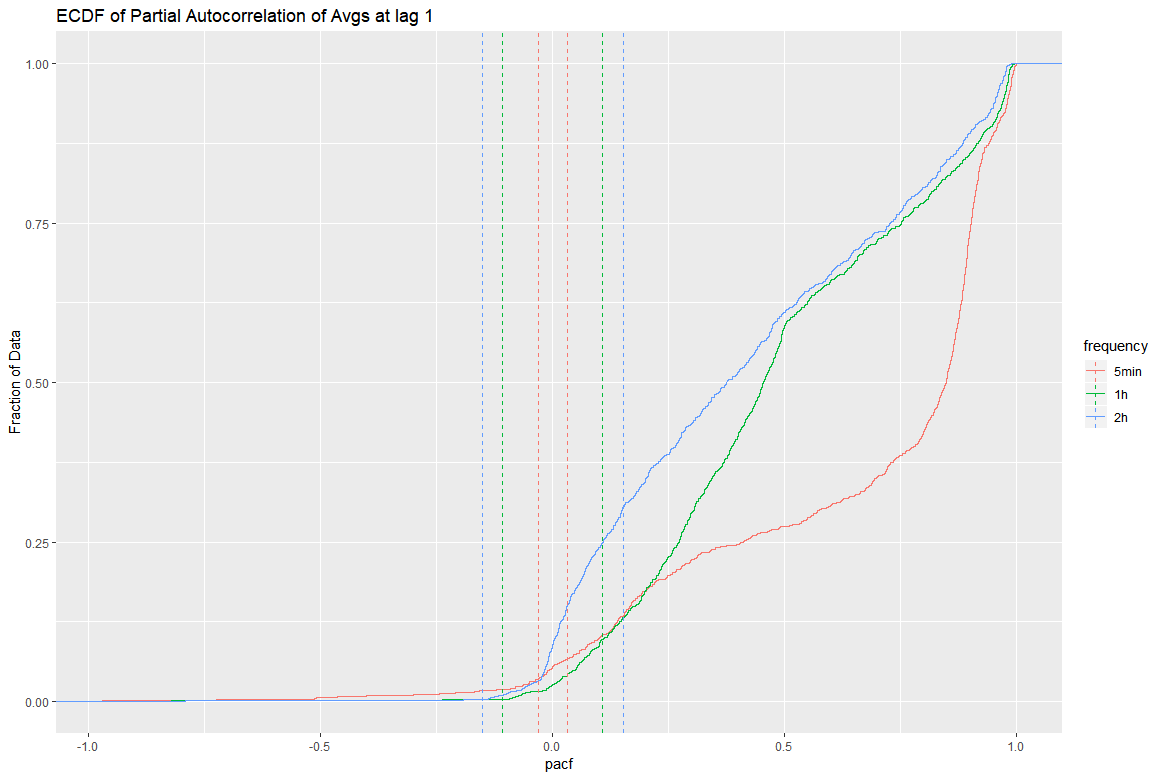 ECDF of Partial Autocorrelation of Avgs at lag 1
1.00
0.75
0.50
0.25
0.00
Fraction of Data
-1.0 -0.5 0.0 0.5 1.0
pacf
frequency
5min
1h
2h